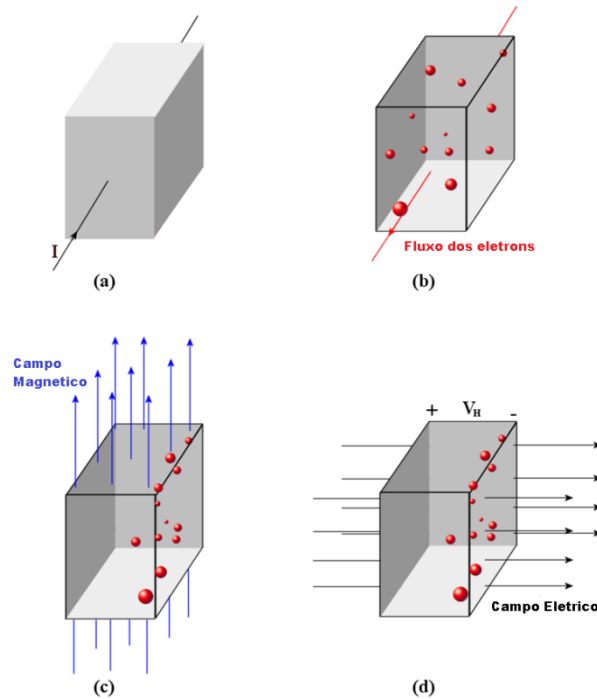 I
(a)
Fluxo dos eletrons
(b)
Campo
Magnetico
(c)
+ V_H -
Campo Eletrico
(d)